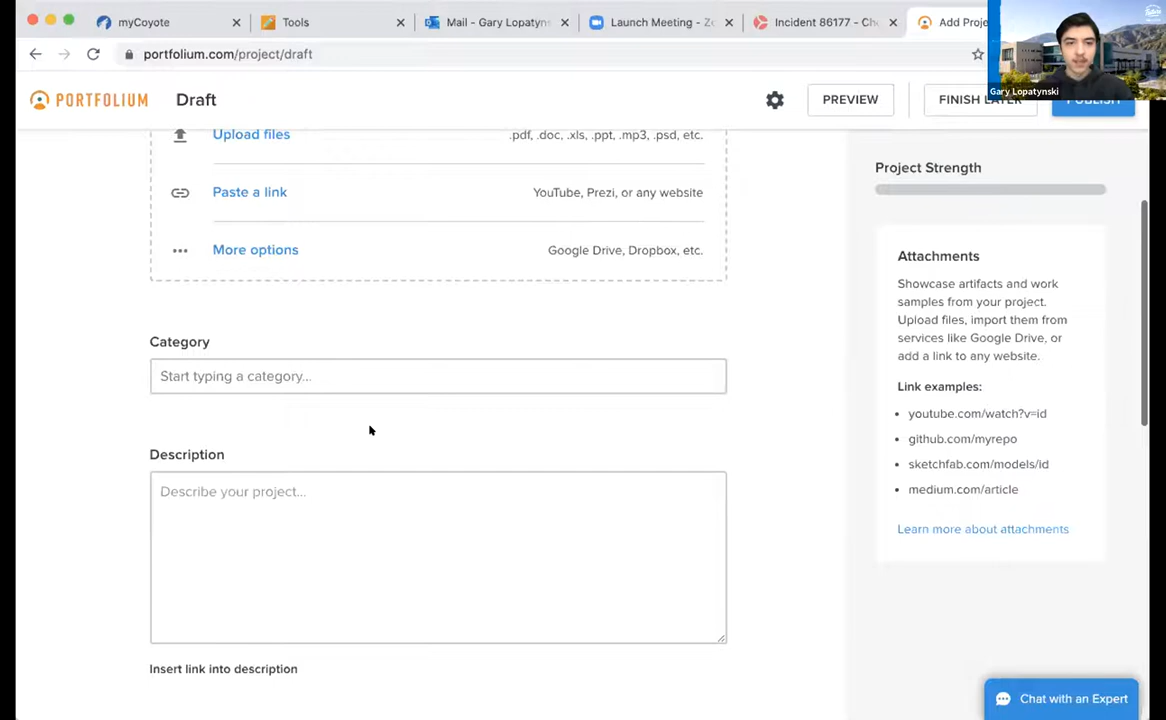 myCoyote
Tools
Mail - Gary Lopatyns
Launch Meeting - Ze
Incident 86177 - Che
Add Proje
portfolium.com/project/draft
Gary Lopatynski
PORTFOLIUM
Draft
PREVIEW
FINISH LATER
PUBLISH
Upload files
.pdf, .doc, .xls, .ppt, .mp3, .psd, etc.
Paste a link
YouTube, Prezi, or any website
More options
Google Drive, Dropbox, etc.
Category
Start typing a category...
Description
Describe your project...
Insert link into description
Project Strength
Attachments
Showcase artifacts and work
samples from your project.
Upload files, import them from
services like Google Drive, or
add a link to any website.
Link examples:
• youtube.com/watch?v=id
• github.com/myrepo
• sketchfab.com/models/id
• medium.com/article
Learn more about attachments
Chat with an Expert